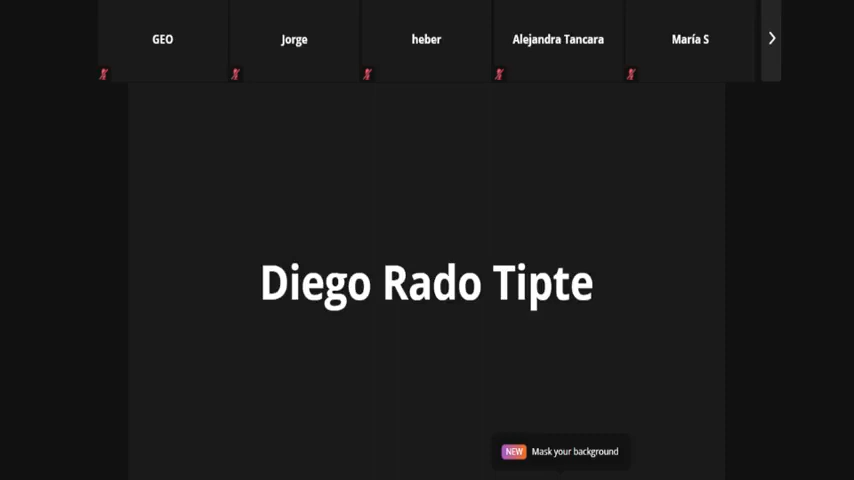 GEO
Jorge
heber
Alejandra Tancara
María S
Diego Rado Tipte
NEW Mask your background